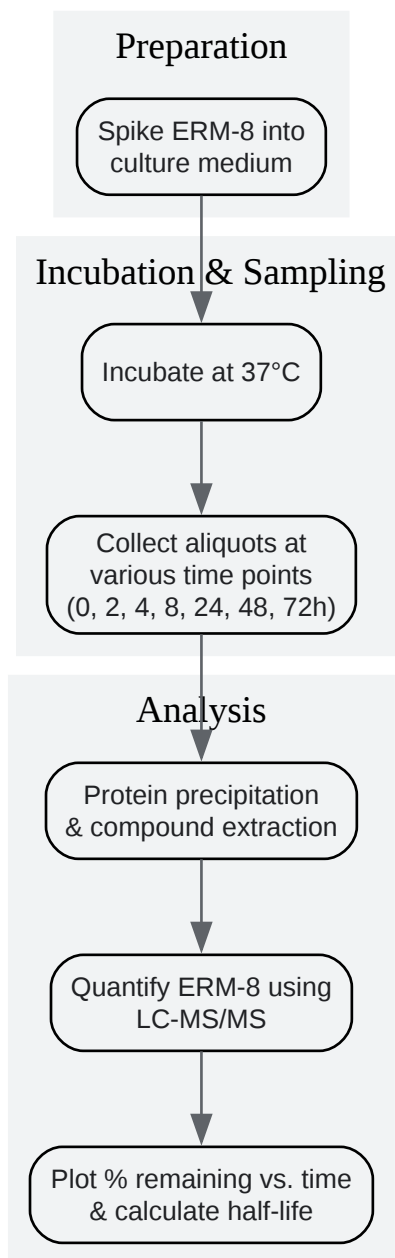 Preparation
Spike ERM-8 into
culture medium
Incubation & Sampling
Incubate at 37°C
Collect aliquots at
various time points
(0, 2, 4, 8, 24, 48, 72h)
Analysis
Protein precipitation
& compound extraction
Quantify ERM-8 using
LC-MS/MS
Plot % remaining vs. time
& calculate half-life